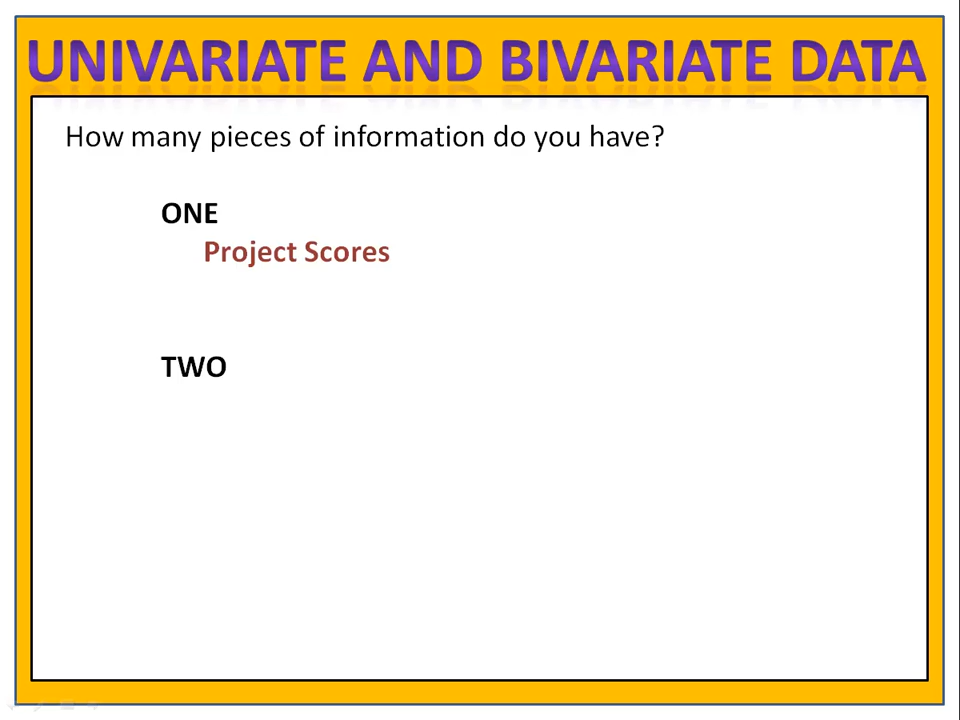 UNIVARIATE AND BIVARIATE DATA
How many pieces of information do you have?
ONE
Project Scores
TWO